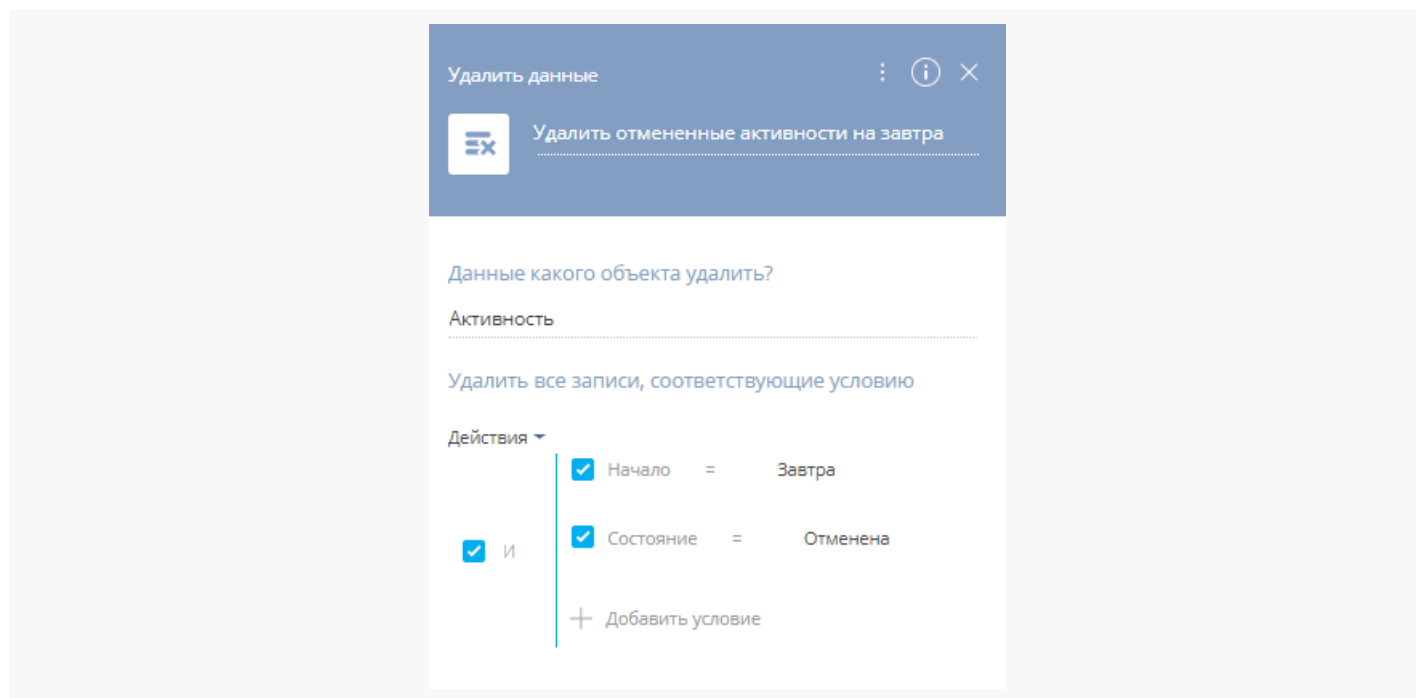 Удалить данные
Удалить отмененные активности на завтра
Данные какого объекта удалить?
Активность
Удалить все записи, соответствующие условию
Действия
Начало = Завтра
Состояние = Отменена
И
Добавить условие